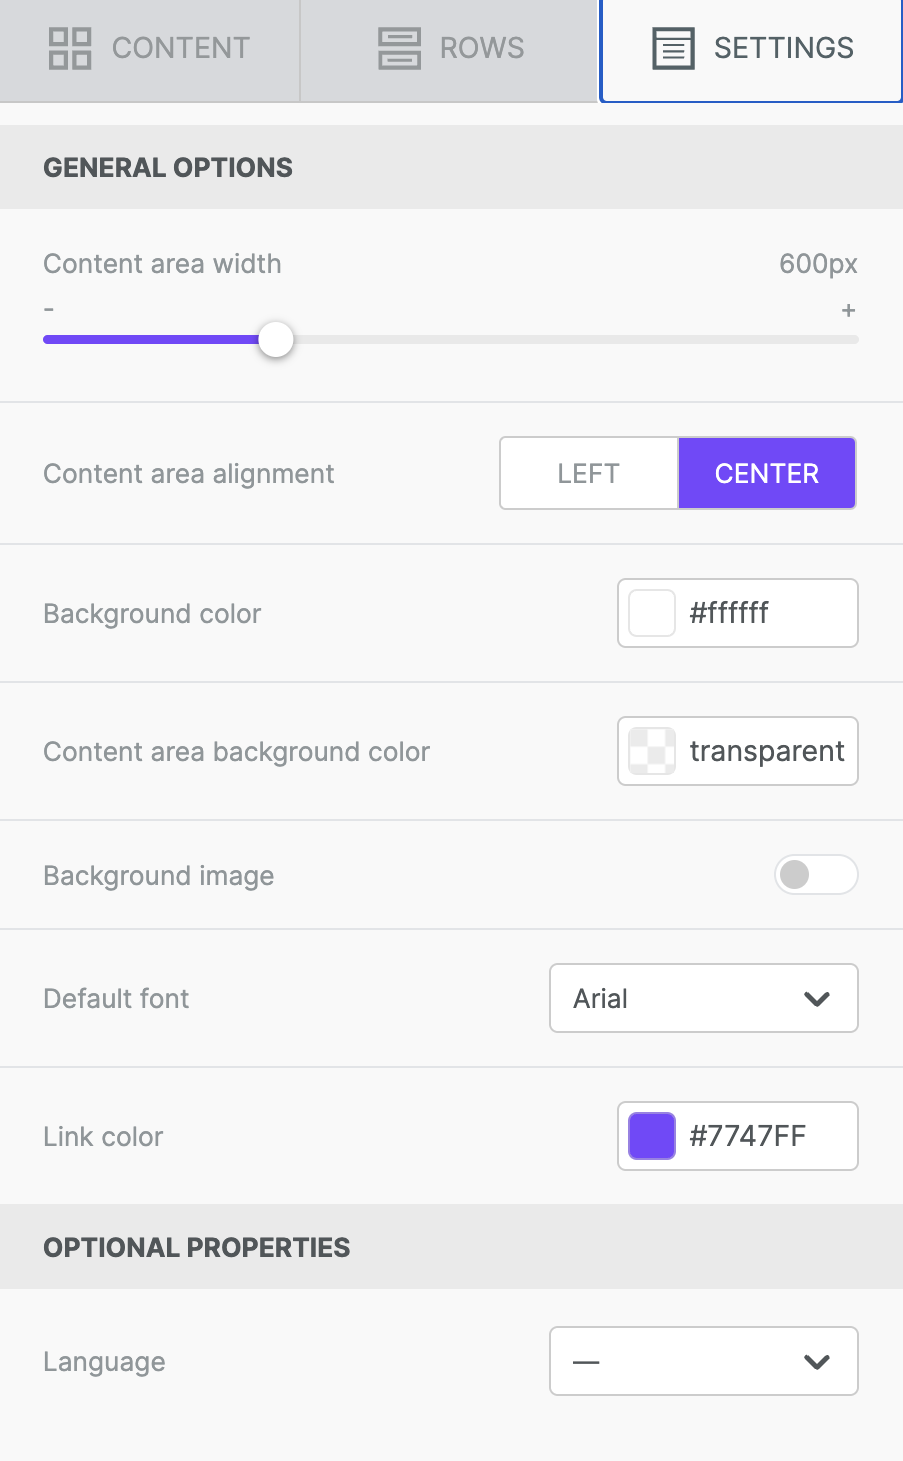 CONTENT
ROWS
SETTINGS
GENERAL OPTIONS
Content area width 600px
- +
Content area alignment LEFT CENTER
Background color #ffffff
Content area background color transparent
Background image
Default font Arial
Link color #7747FF
OPTIONAL PROPERTIES
Language —